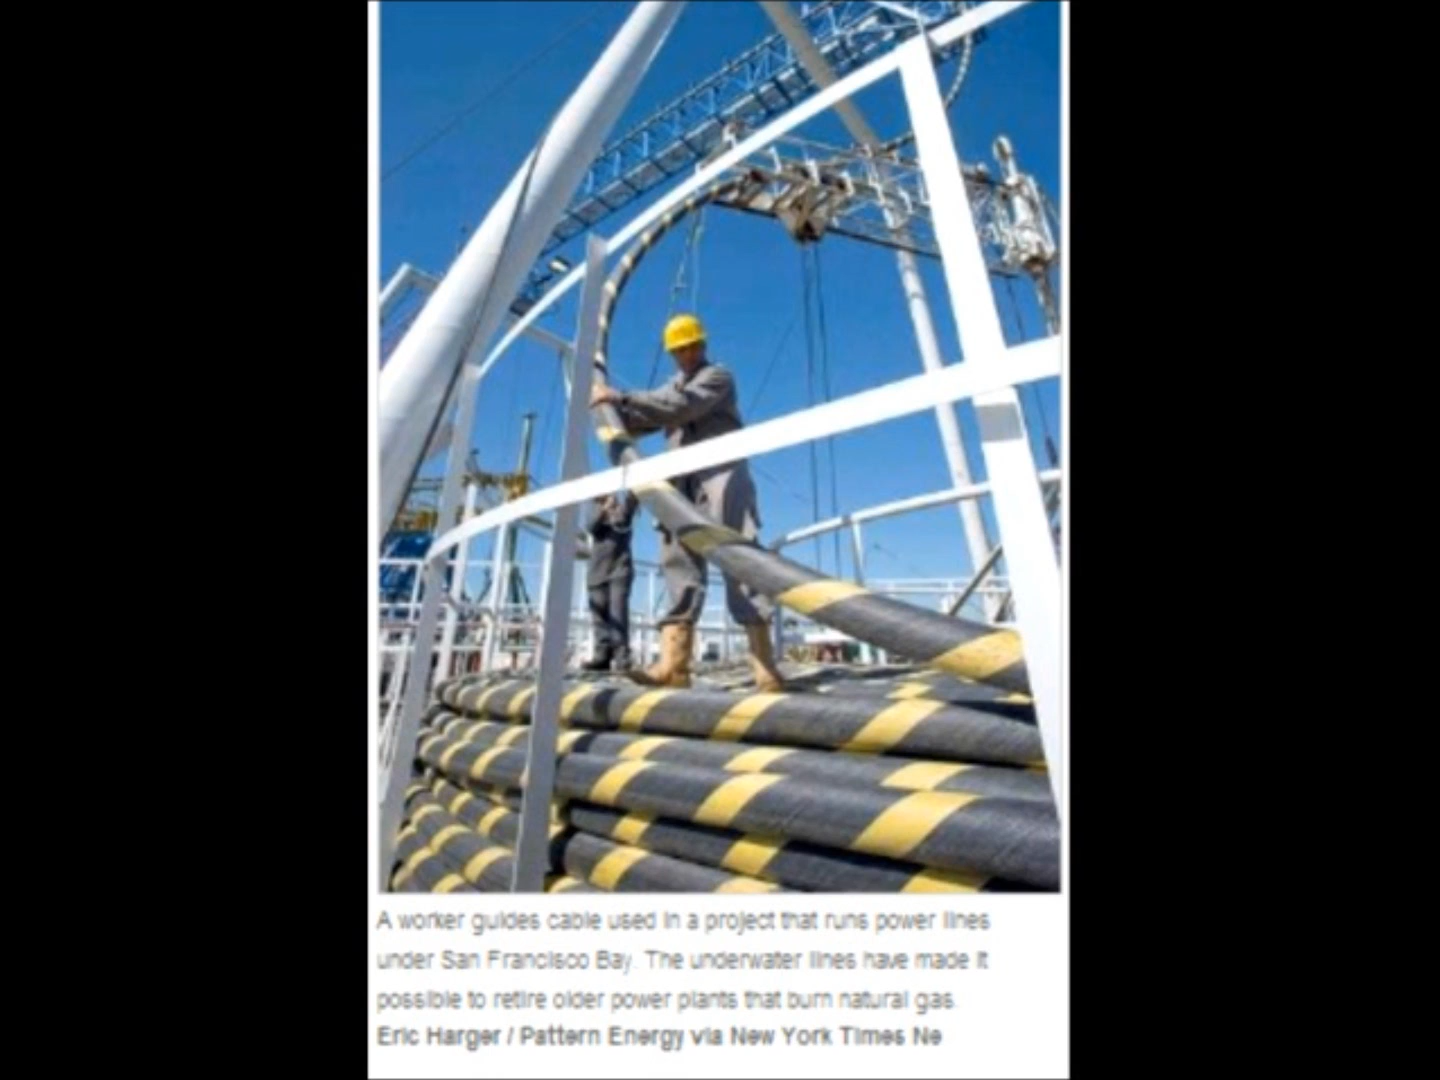 A worker guides cable used in a project that runs power lines
under San Francisco Bay. The underwater lines have made it
possible to retire older power plants that burn natural gas.
Eric Harger / Pattern Energy via New York Times Ne